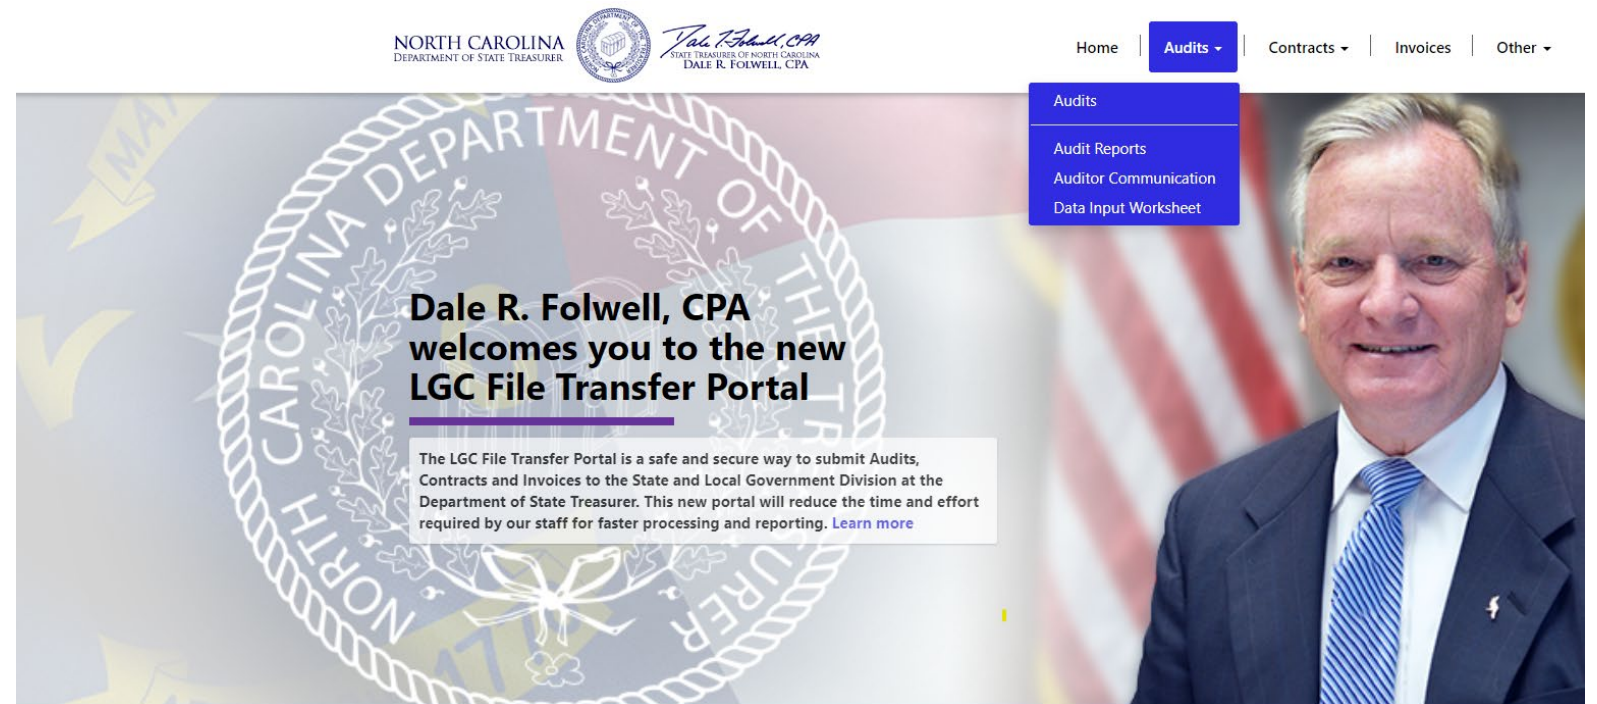 NORTH CAROLINA
DEPARTMENT OF STATE TREASURER
Dale R. Folwell, CPA
STATE TREASURER OF NORTH CAROLINA
DALE R. FOLWELL, CPA
Home
Audits
Contracts
Invoices
Other
Audits
Audit Reports
Auditor Communication
Data Input Worksheet
NORTH CAROLINA DEPARTMENT OF THE TREASURER
MAY
177
Dale R. Folwell, CPA
welcomes you to the new
LGC File Transfer Portal
The LGC File Transfer Portal is a safe and secure way to submit Audits,
Contracts and Invoices to the State and Local Government Division at the
Department of State Treasurer. This new portal will reduce the time and effort
required by our staff for faster processing and reporting. Learn more